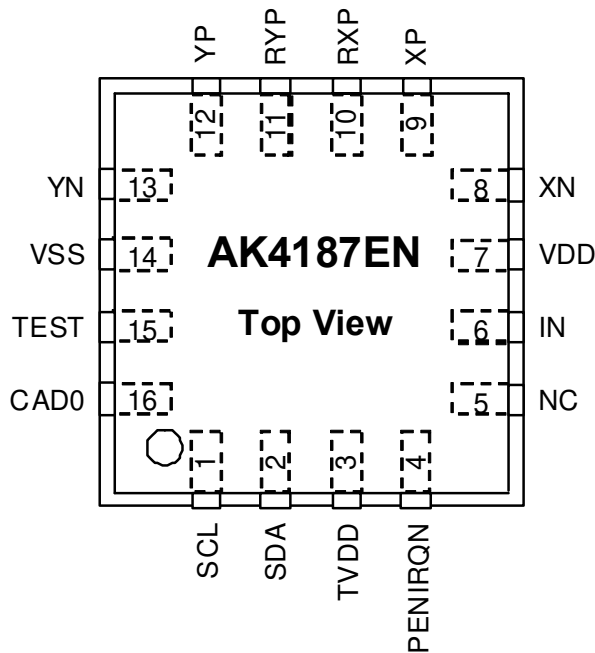 YP RYP RXP XP
12 11 10 9
YN 13 8 XN
VSS 14 AK4187EN 7 VDD
TEST 15 Top View 6 IN
CAD0 16 5 NC
1 2 3 4
SCL SDA TVDD PENIRQN